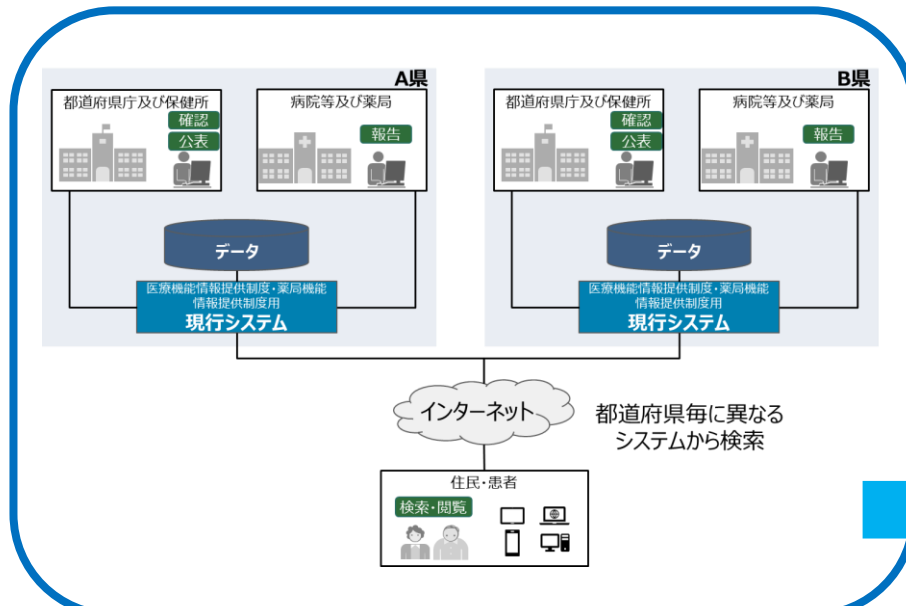 A県
都道府県庁及び保健所
確認
公表
病院等及び薬局
報告
データ
医療機能情報提供制度・薬局機能
情報提供制度用
現行システム
B県
都道府県庁及び保健所
確認
公表
病院等及び薬局
報告
データ
医療機能情報提供制度・薬局機能
情報提供制度用
現行システム
インターネット
都道府県毎に異なる
システムから検索
住民・患者
検索・閲覧